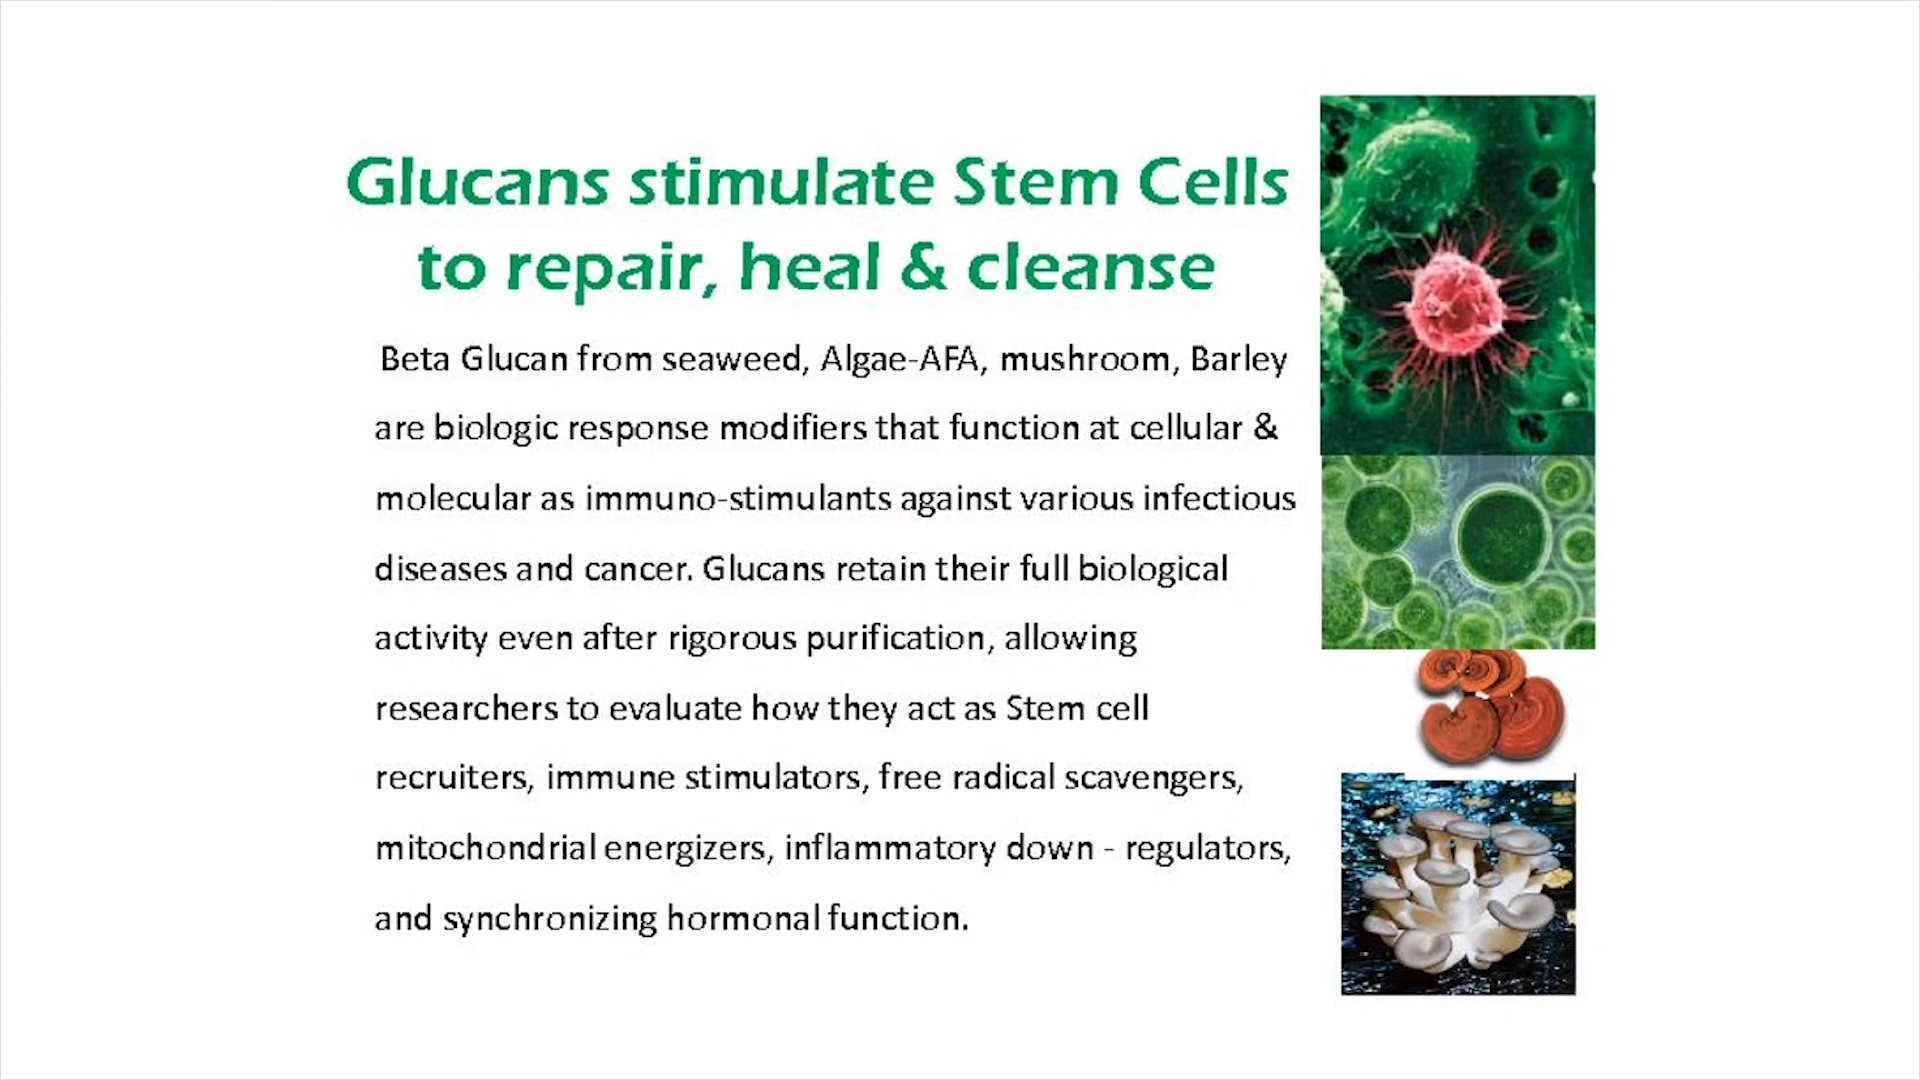 Glucans stimulate Stem Cells
to repair, heal & cleanse
Beta Glucan from seaweed, Algae-AFA, mushroom, Barley
are biologic response modifiers that function at cellular &
molecular as immuno-stimulants against various infectious
diseases and cancer. Glucans retain their full biological
activity even after rigorous purification, allowing
researchers to evaluate how they act as Stem cell
recruiters, immune stimulators, free radical scavengers,
mitochondrial energizers, inflammatory down - regulators,
and synchronizing hormonal function.